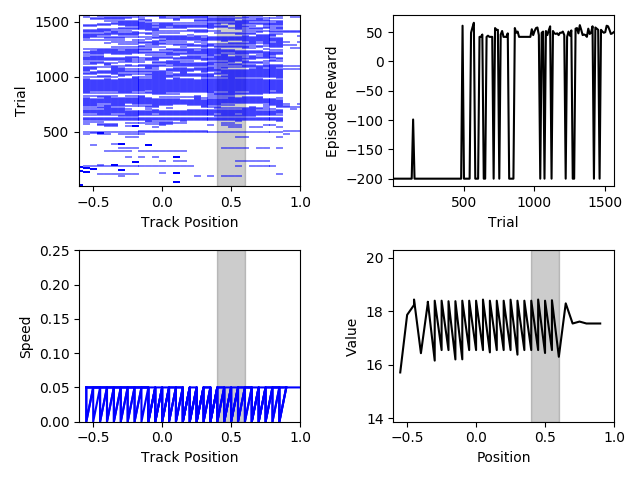 1500
1000
500
Trial
−0.5 0.0 0.5 1.0
Track Position
50
0
−50
−100
−150
−200
Episode Reward
500 1000 1500
Trial
0.25
0.20
0.15
0.10
0.05
0.00
Speed
−0.5 0.0 0.5 1.0
Track Position
20
18
16
14
Value
−0.5 0.0 0.5 1.0
Position